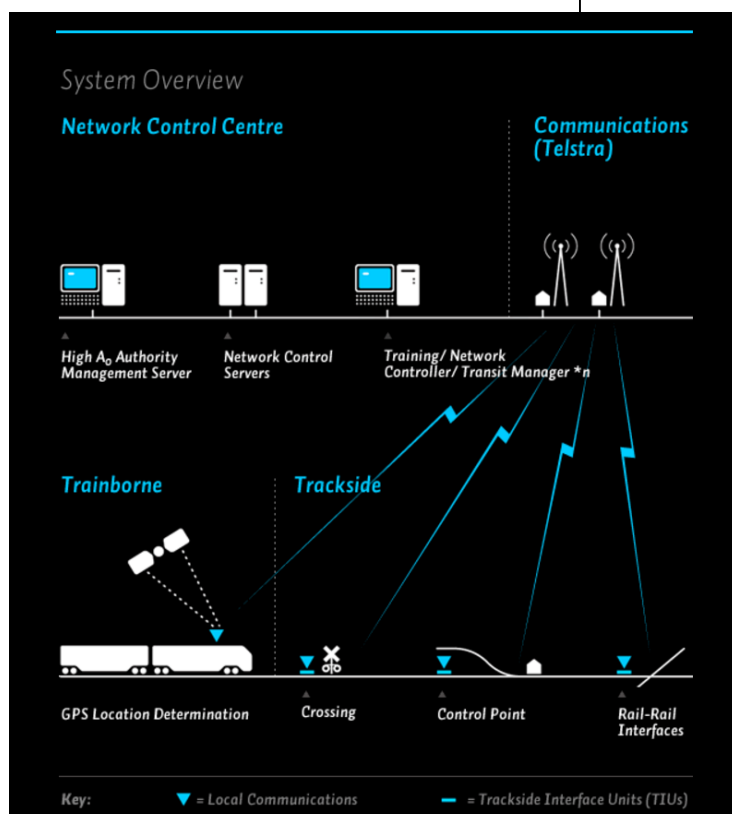 System Overview
Network Control Centre
Communications
(Telstra)
High Ao Authority
Management Server
Network Control
Servers
Training/ Network
Controller/ Transit Manager *n
Trainborne
Trackside
GPS Location Determination
Crossing
Control Point
Rail-Rail
Interfaces
Key:
= Local Communications
= Trackside Interface Units (TIUs)